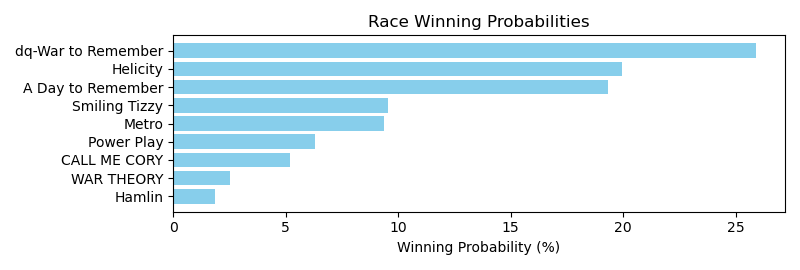 Race Winning Probabilities
dq-War to Remember
Helicity
A Day to Remember
Smiling Tizzy
Metro
Power Play
CALL ME CORY
WAR THEORY
Hamlin
0 5 10 15 20 25
Winning Probability (%)